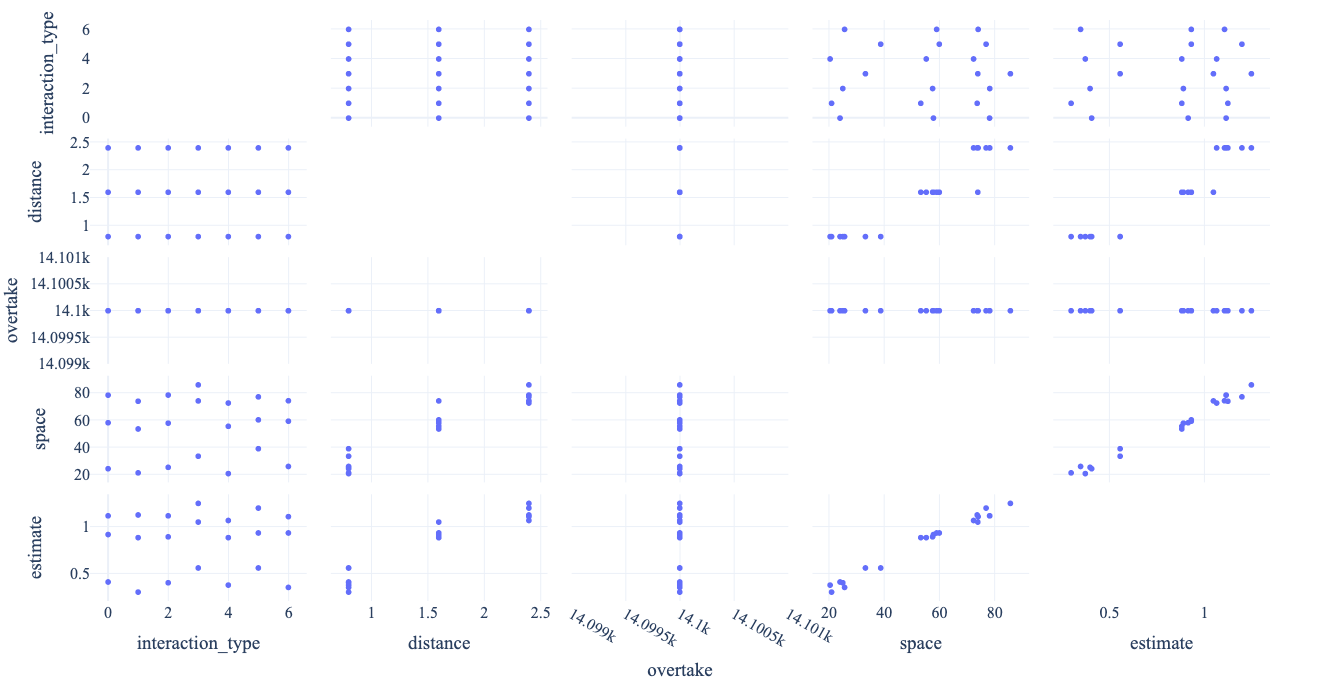 interaction_type
6
4
2
0
distance
2.5
2
1.5
1
overtake
14.101k
14.1005k
14.1k
14.0995k
14.099k
space
80
60
40
20
estimate
1
0.5
0 2 4 6
1 1.5 2 2.5
14.099k 14.0995k 14.1k 14.1005k 14.101k
20 40 60 80
0.5 1
interaction_type distance overtake space estimate